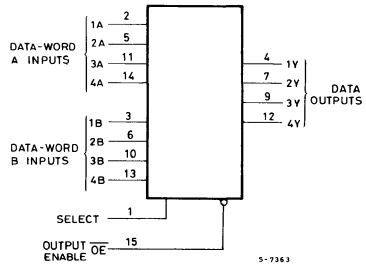 1A 2
DATA-WORD A INPUTS
2A 5
3A 11
4A 14
4 1Y
7 2Y
9 3Y
12 4Y
DATA OUTPUTS
1B 3
DATA-WORD B INPUTS
2B 6
3B 10
4B 13
SELECT 1
OUTPUT ENABLE OE 15
S-7363